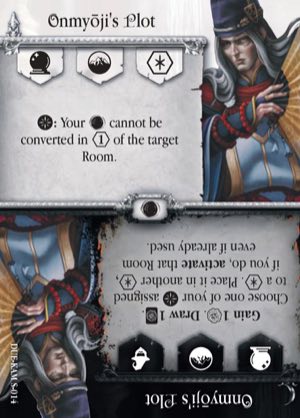 Onmyōji's Plot
: Your cannot be
converted in 1 of the target
Room.
Gain 1 . Draw 1 .
Choose one of your assigned
to a . Place it in another ,
if you do, activate that Room
even if already used.
Onmyōji's Plot